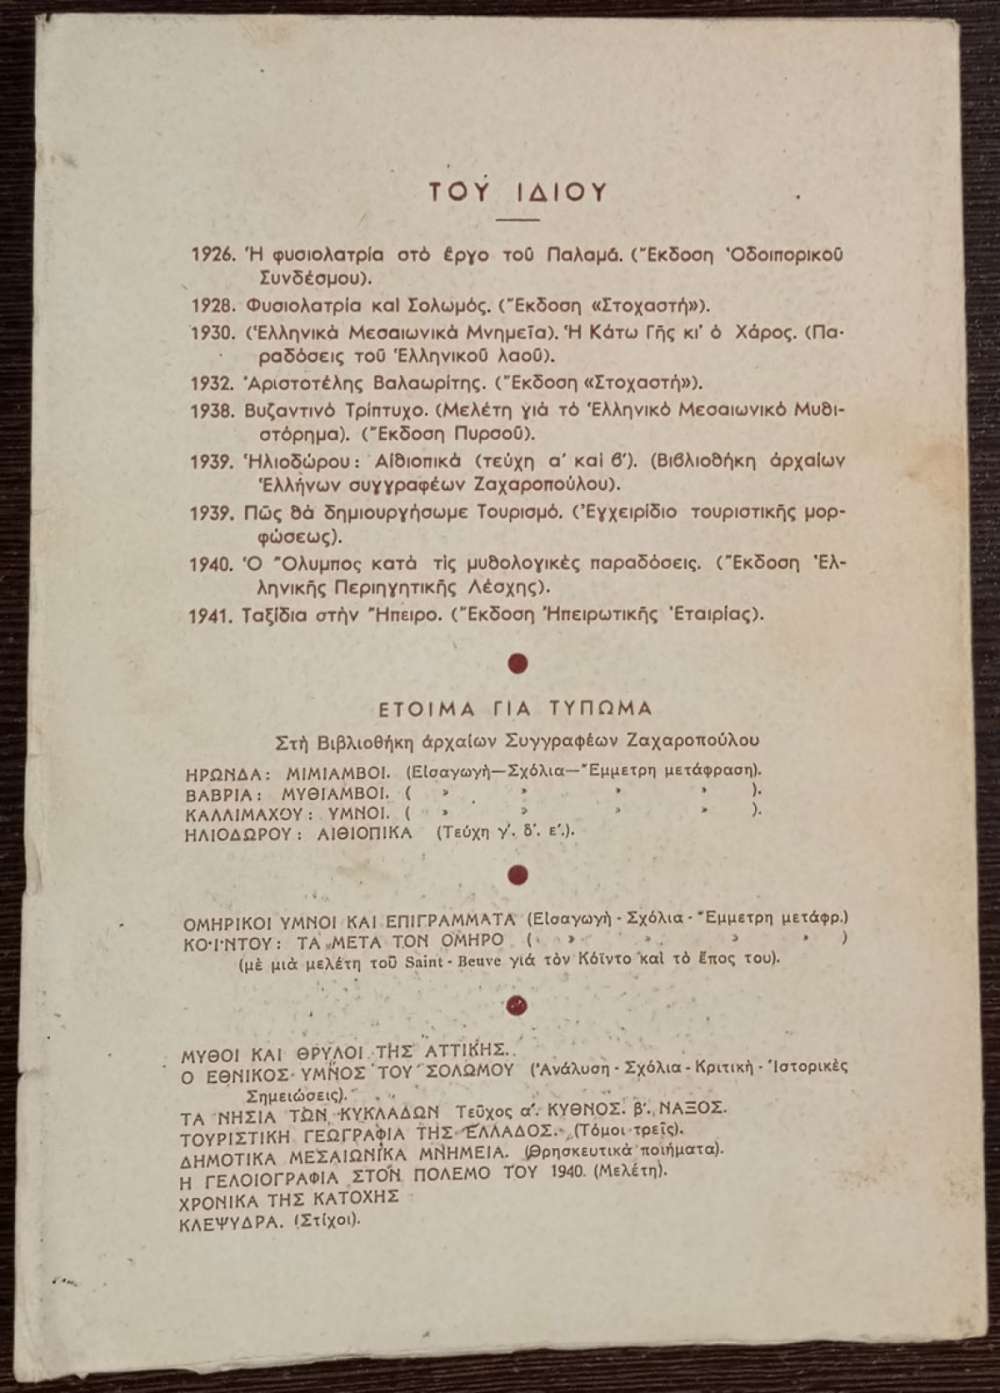 ΤΟΥ ΙΔΙΟΥ
1926. Ἡ φυσιολατρία στὸ ἔργο τοῦ Παλαμᾶ. (Ἔκδοση Ὁδοιπορικοῦ
Συνδέσμου).
1928. Φυσιολατρία καὶ Σολωμός. (Ἔκδοση «Στοχαστή»).
1930. (Ἑλληνικὰ Μεσαιωνικὰ Μνημεῖα). Ἡ Κάτω Γῆς κι' ὁ Χάρος. (Πα-
ραδόσεις τοῦ Ἑλληνικοῦ λαοῦ).
1932. Ἀριστοτέλης Βαλαωρίτης. (Ἔκδοση «Στοχαστή»).
1938. Βυζαντινὸ Τρίπτυχο. (Μελέτη γιὰ τὸ Ἑλληνικὸ Μεσαιωνικὸ Μυθι-
στόρημα). (Ἔκδοση Πυρσοῦ).
1939. Ἡλιοδώρου: Αἰθιοπικὰ (τεύχη α' καὶ β'). (Βιβλιοθήκη ἀρχαίων
Ἑλλήνων συγγραφέων Ζαχαροπούλου).
1939. Πῶς θὰ δημιουργήσωμε Τουρισμό. (Ἐγχειρίδιο τουριστικῆς μορ-
φώσεως).
1940. Ὁ Ὄλυμπος κατὰ τὶς μυθολογικὲς παραδόσεις. (Ἔκδοση Ἑλ-
ληνικῆς Περιηγητικῆς Λέσχης).
1941. Ταξίδια στὴν Ἤπειρο. (Ἔκδοση Ἠπειρωτικῆς Ἑταιρίας).
ΕΤΟΙΜΑ ΓΙΑ ΤΥΠΩΜΑ
Στὴ Βιβλιοθήκη ἀρχαίων Συγγραφέων Ζαχαροπούλου
ΗΡΩΝΔΑ: ΜΙΜΙΑΜΒΟΙ. (Εἰσαγωγὴ—Σχόλια—Ἔμμετρη μετάφραση).
ΒΑΒΡΙΑ: ΜΥΘΙΑΜΒΟΙ. ( » » » » ).
ΚΑΛΛΙΜΑΧΟΥ: ΥΜΝΟΙ. ( » » » » ).
ΗΛΙΟΔΩΡΟΥ: ΑΙΘΙΟΠΙΚΑ (Τεύχη γ'. δ'. ε'.).
ΟΜΗΡΙΚΟΙ ΥΜΝΟΙ ΚΑΙ ΕΠΙΓΡΑΜΜΑΤΑ (Εἰσαγωγὴ - Σχόλια - Ἔμμετρη μετάφρ.)
ΚΟ·Ι·ΝΤΟΥ: ΤΑ ΜΕΤΑ ΤΟΝ ΟΜΗΡΟ ( » » » » )
(μὲ μιὰ μελέτη τοῦ Saint - Beuve γιὰ τὸν Κόϊντο καὶ τὸ ἔπος του).
ΜΥΘΟΙ ΚΑΙ ΘΡΥΛΟΙ ΤΗΣ ΑΤΤΙΚΗΣ.
Ο ΕΘΝΙΚΟΣ ΥΜΝΟΣ ΤΟΥ ΣΟΛΩΜΟΥ (Ἀνάλυση - Σχόλια - Κριτικὴ - Ἱστορικὲς
Σημειώσεις).
ΤΑ ΝΗΣΙΑ ΤΩΝ ΚΥΚΛΑΔΩΝ Τεῦχος α'. ΚΥΘΝΟΣ. β'. ΝΑΞΟΣ.
ΤΟΥΡΙΣΤΙΚΗ ΓΕΩΓΡΑΦΙΑ ΤΗΣ ΕΛΛΑΔΟΣ. (Τόμοι τρεῖς).
ΔΗΜΟΤΙΚΑ ΜΕΣΑΙΩΝΙΚΑ ΜΝΗΜΕΙΑ. (Θρησκευτικὰ ποιήματα).
Η ΓΕΛΟΙΟΓΡΑΦΙΑ ΣΤΟΝ ΠΟΛΕΜΟ ΤΟΥ 1940. (Μελέτη).
ΧΡΟΝΙΚΑ ΤΗΣ ΚΑΤΟΧΗΣ
ΚΛΕΨΥΔΡΑ. (Στίχοι).